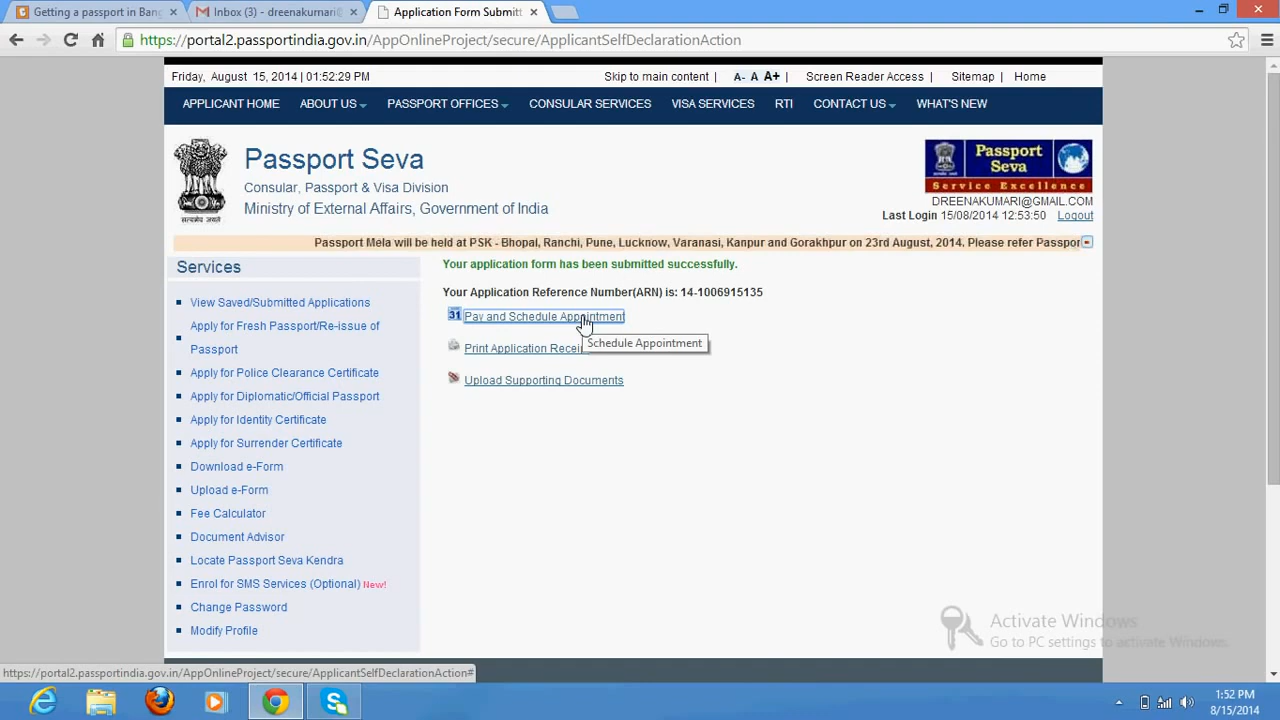 Getting a passport in Bang
Inbox (3) - dreenakumari@
Application Form Submitt
https://portal2.passportindia.gov.in/AppOnlineProject/secure/ApplicantSelfDeclarationAction
Friday, August 15, 2014 | 01:52:29 PM
Skip to main content | A- A A+ | Screen Reader Access | Sitemap | Home
APPLICANT HOME ABOUT US PASSPORT OFFICES CONSULAR SERVICES VISA SERVICES RTI CONTACT US WHAT'S NEW
Passport Seva
Consular, Passport & Visa Division
Ministry of External Affairs, Government of India
Passport
Seva
Service Excellence
DREENAKUMARI@GMAIL.COM
Last Login 15/08/2014 12:53:50 Logout
Passport Mela will be held at PSK - Bhopal, Ranchi, Pune, Lucknow, Varanasi, Kanpur and Gorakhpur on 23rd August, 2014. Please refer Passpor
Services
View Saved/Submitted Applications
Apply for Fresh Passport/Re-issue of
Passport
Apply for Police Clearance Certificate
Apply for Diplomatic/Official Passport
Apply for Identity Certificate
Apply for Surrender Certificate
Download e-Form
Upload e-Form
Fee Calculator
Document Advisor
Locate Passport Seva Kendra
Enrol for SMS Services (Optional) New!
Change Password
Modify Profile
Your application form has been submitted successfully.
Your Application Reference Number(ARN) is: 14-1006915135
31 Pay and Schedule Appointment
Schedule Appointment
Print Application Receip
Upload Supporting Documents
Activate Windows
Go to PC settings to activate Windows.
https://portal2.passportindia.gov.in/AppOnlineProject/secure/ApplicantSelfDeclarationAction#
1:52 PM
8/15/2014